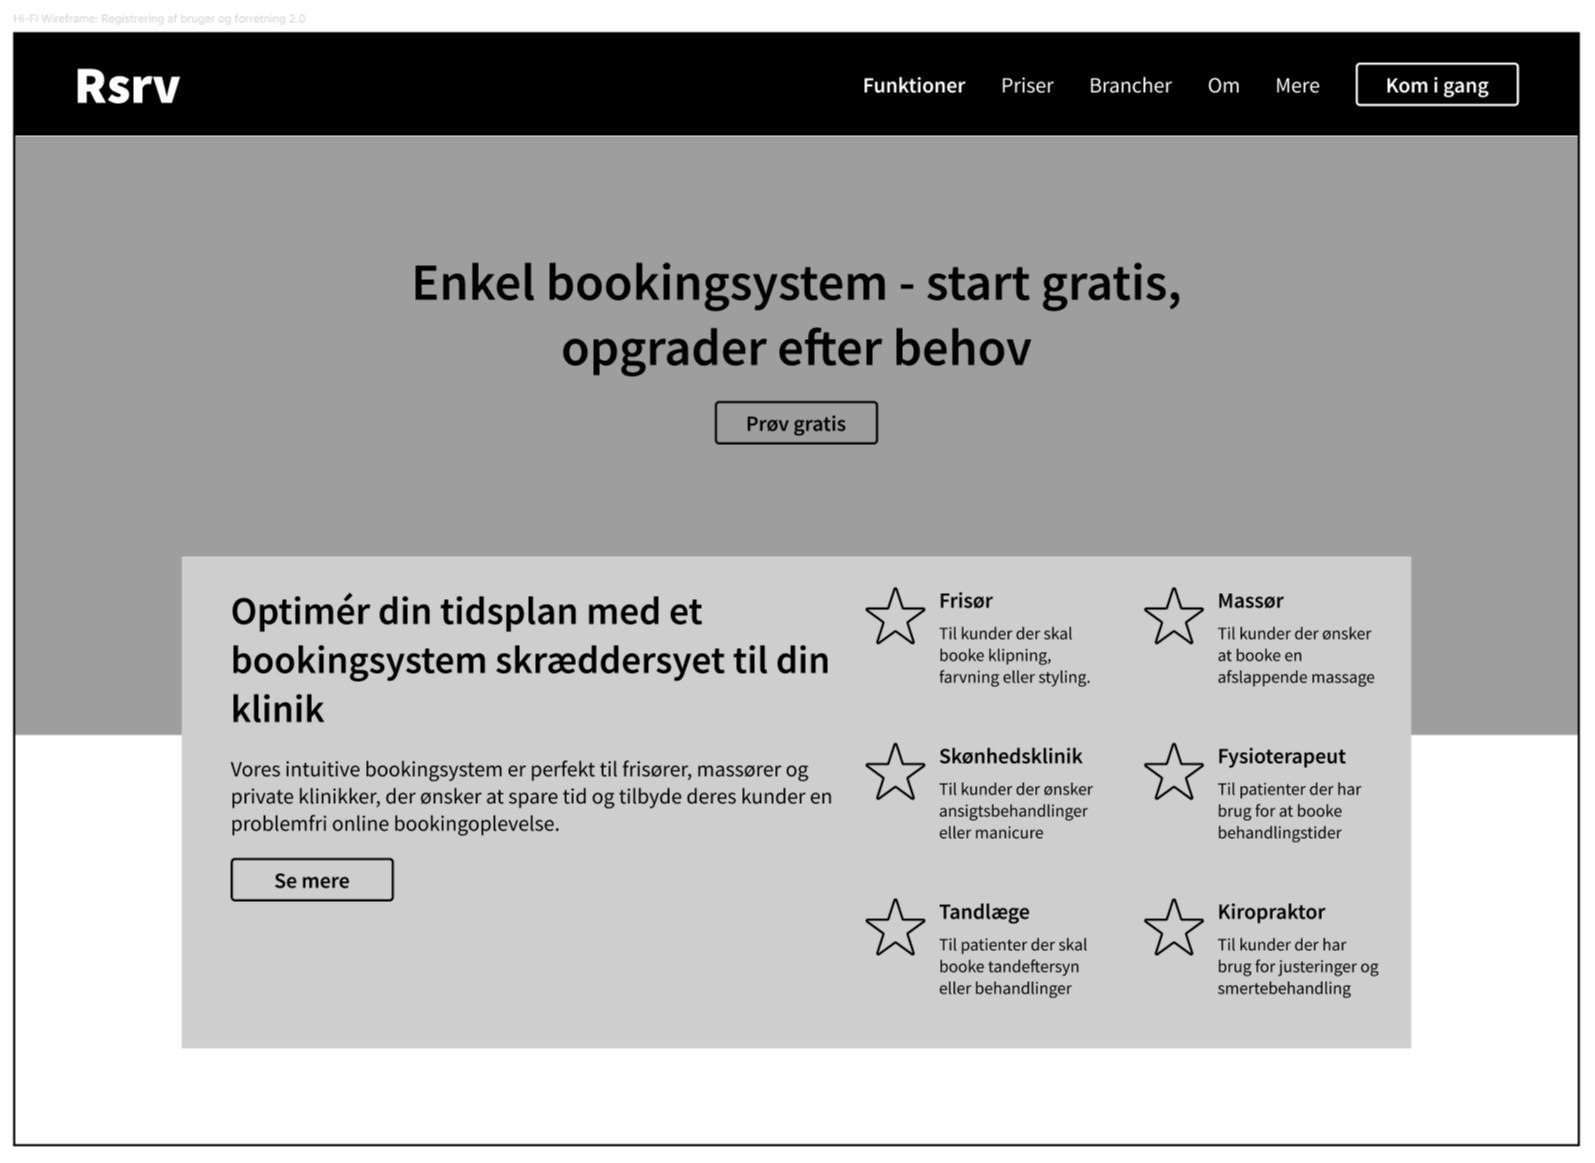 Hi-Fi Wireframe: Registrering af bruger og forretning 2.0
Rsrv
Funktioner Priser Brancher Om Mere Kom i gang
Enkel bookingsystem - start gratis,
opgrader efter behov
Prøv gratis
Optimér din tidsplan med et
bookingsystem skræddersyet til din
klinik
Vores intuitive bookingsystem er perfekt til frisører, massører og
private klinikker, der ønsker at spare tid og tilbyde deres kunder en
problemfri online bookingoplevelse.
Se mere
Frisør
Til kunder der skal
booke klipning,
farvning eller styling.
Massør
Til kunder der ønsker
at booke en
afslappende massage
Skønhedsklinik
Til kunder der ønsker
ansigtsbehandlinger
eller manicure
Fysioterapeut
Til patienter der har
brug for at booke
behandlingstider
Tandlæge
Til patienter der skal
booke tandeftersyn
eller behandlinger
Kiropraktor
Til kunder der har
brug for justeringer og
smertebehandling